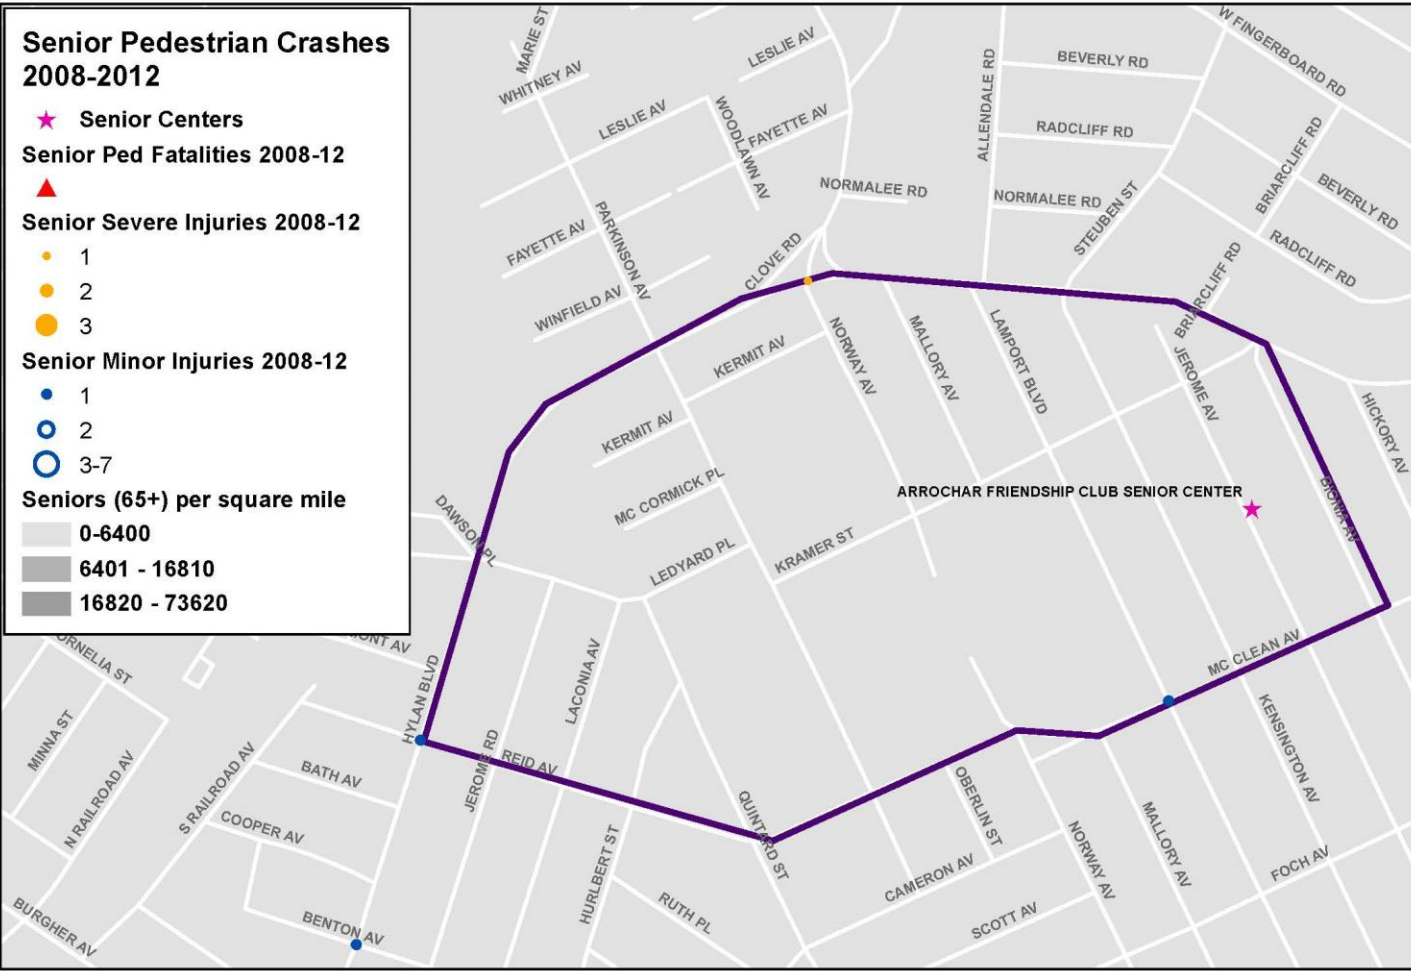 Senior Pedestrian Crashes
2008-2012
Senior Centers
Senior Ped Fatalities 2008-12
Senior Severe Injuries 2008-12
1
2
3
Senior Minor Injuries 2008-12
1
2
3-7
Seniors (65+) per square mile
0-6400
6401 - 16810
16820 - 73620
MARIE ST
WHITNEY AV
LESLIE AV
LESLIE AV
WOODLAWN AV
FAYETTE AV
FAYETTE AV
PARKINSON AV
WINFIELD AV
CLOVE RD
NORMALEE RD
ALLENDALE RD
BEVERLY RD
RADCLIFF RD
NORMALEE RD
STEUBEN ST
W FINGERBOARD RD
BRIARCLIFF RD
BEVERLY RD
RADCLIFF RD
BRIARCLIFF RD
KERMIT AV
NORWAY AV
MALLORY AV
LAMPORT BLVD
JEROME AV
HICKORY AV
KERMIT AV
MC CORMICK PL
LEDYARD PL
KRAMER ST
ARROCHAR FRIENDSHIP CLUB SENIOR CENTER
BIONIA AV
DAWSON PL
MC CLEAN AV
HYLAN BLVD
LACONIA AV
JEROME RD
REID AV
MINNA ST
N RAILROAD AV
S RAILROAD AV
BATH AV
COOPER AV
BENTON AV
BURGHER AV
HURLBERT ST
RUTH PL
QUINTARD ST
CAMERON AV
OBERLIN ST
SCOTT AV
NORWAY AV
MALLORY AV
KENSINGTON AV
FOCH AV
ORNELIA ST
ONT AV